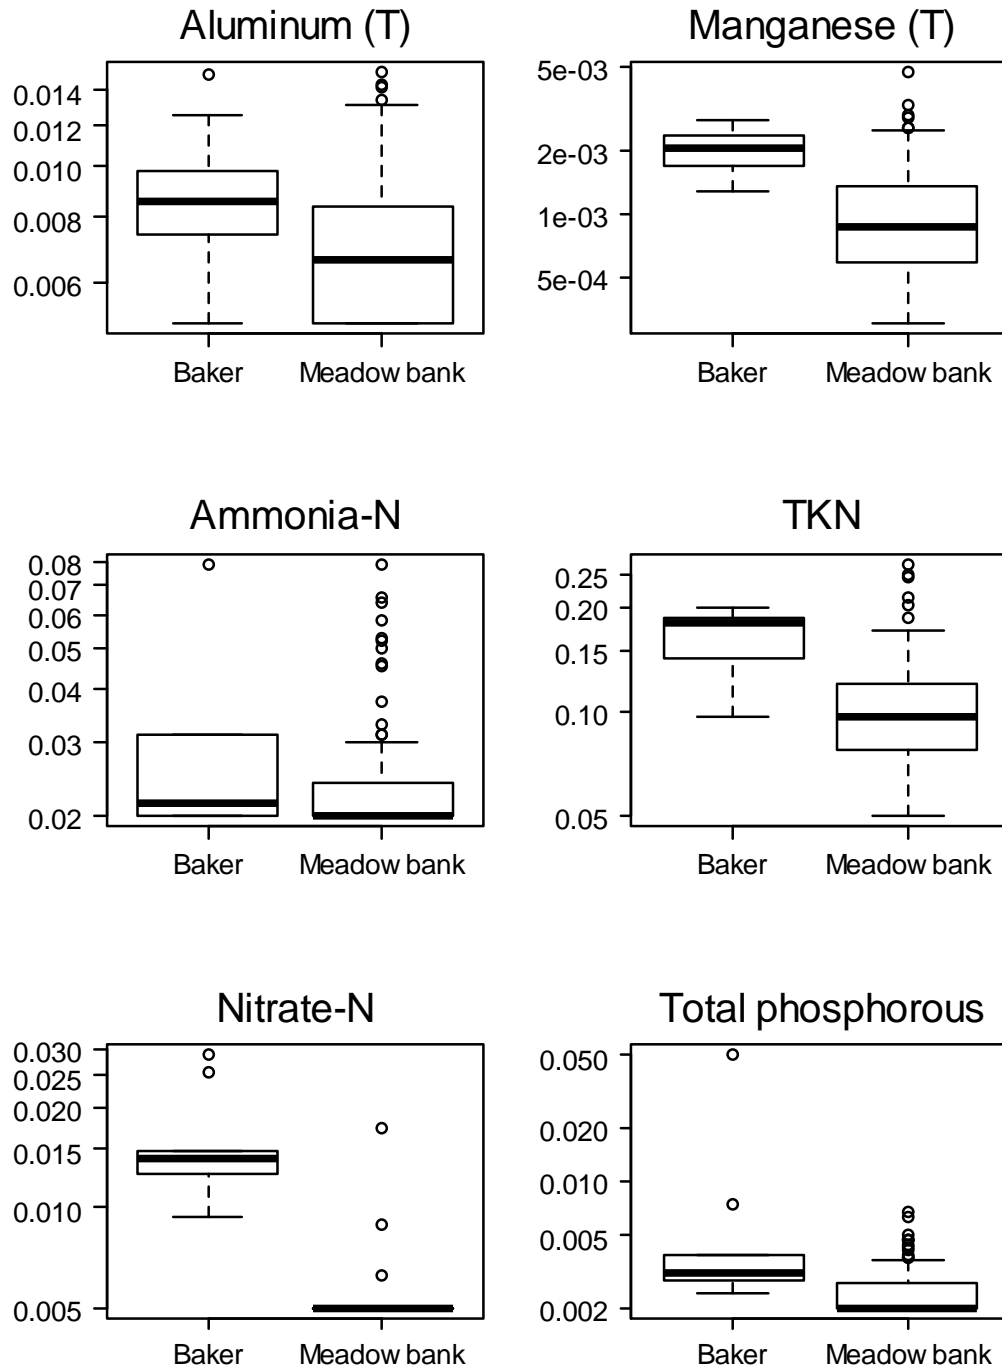 Aluminum (T)
0.014
0.012
0.010
0.008
0.006
Baker
Meadow bank
Manganese (T)
5e-03
2e-03
1e-03
5e-04
Baker
Meadow bank
Ammonia-N
0.08
0.07
0.06
0.05
0.04
0.03
0.02
Baker
Meadow bank
TKN
0.25
0.20
0.15
0.10
0.05
Baker
Meadow bank
Nitrate-N
0.030
0.025
0.020
0.015
0.010
0.005
Baker
Meadow bank
Total phosphorous
0.050
0.020
0.010
0.005
0.002
Baker
Meadow bank